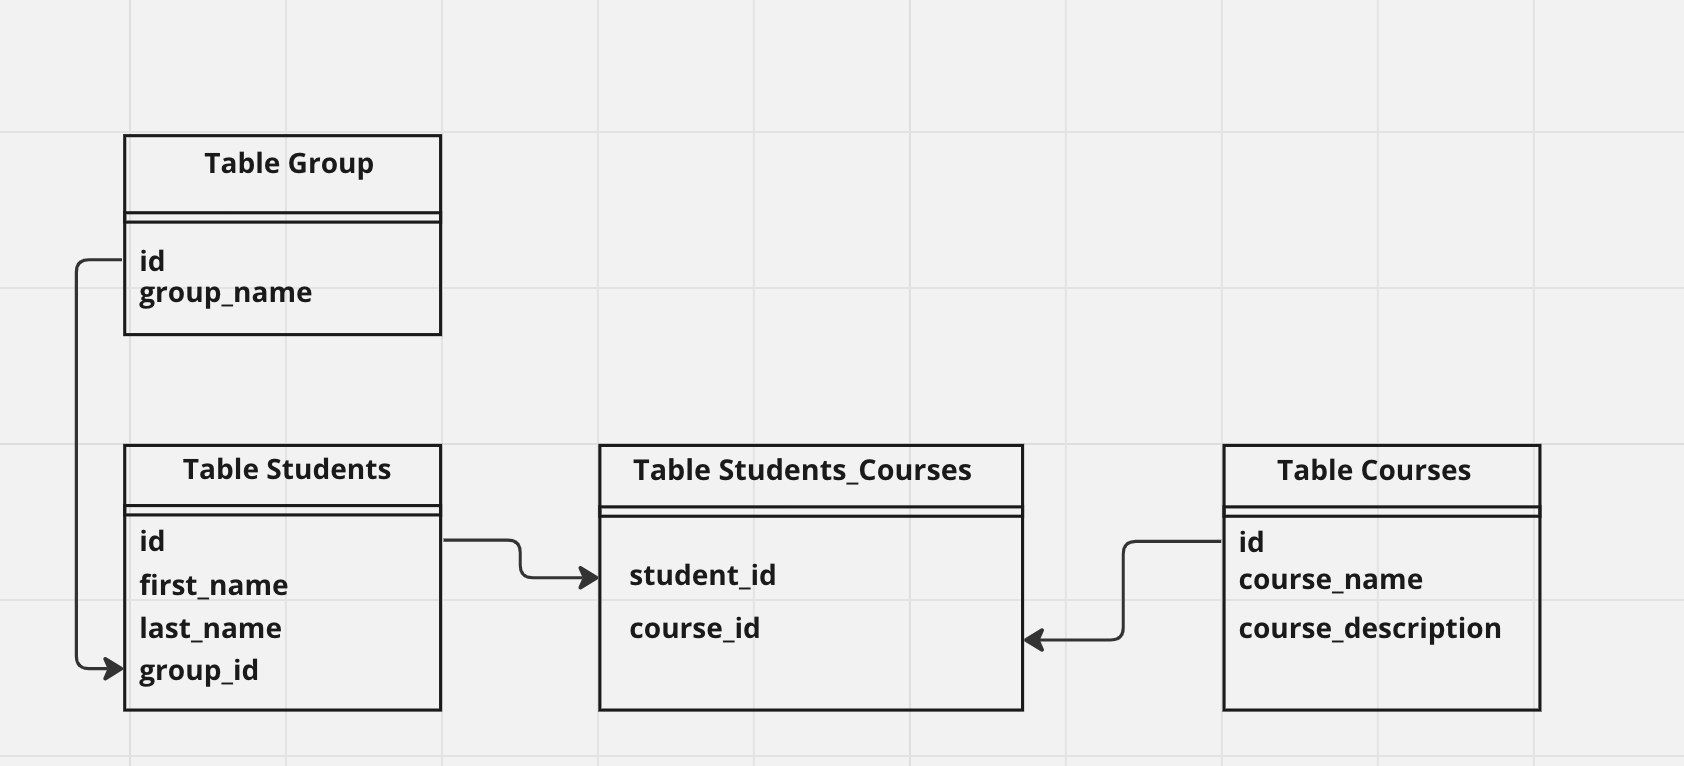 Table Group
id
group_name
Table Students
id
first_name
last_name
group_id
Table Students_Courses
student_id
course_id
Table Courses
id
course_name
course_description